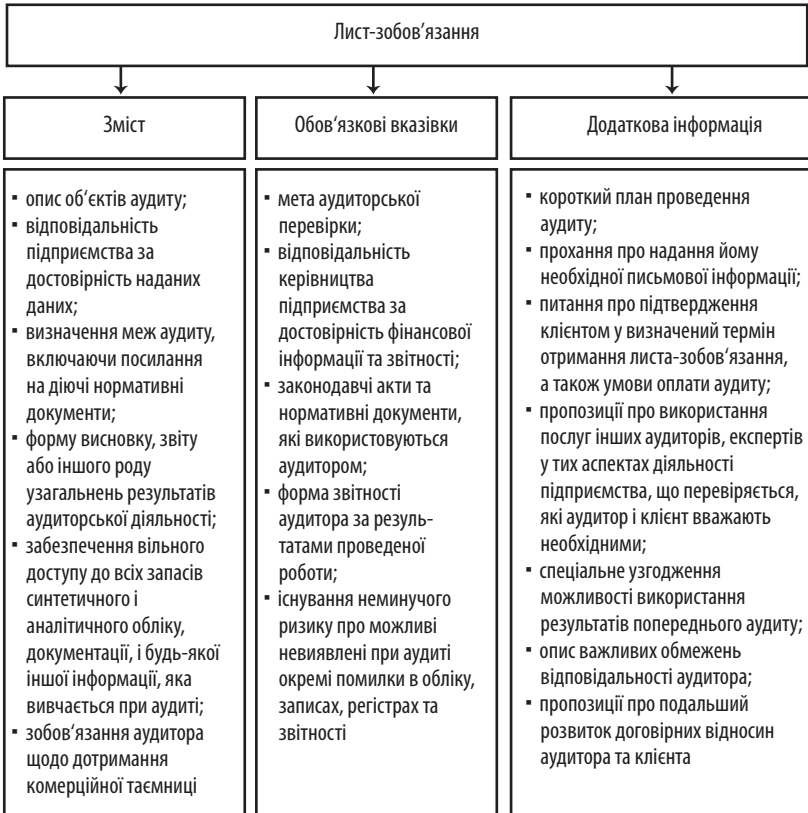 Лист-зобов'язання
Зміст
Обов'язкові вказівки
Додаткова інформація
▪ опис об‘єктів аудиту;
▪ відповідальність
підприємства за
достовірність наданих
даних;
▪ визначення меж аудиту,
включаючи посилання
на діючі нормативні
документи;
▪ форму висновку, звіту
або іншого роду
узагальнень результатів
аудиторської діяльності;
▪ забезпечення вільного
доступу до всіх запасів
синтетичного і
аналітичного обліку,
документації, і будь-якої
іншої інформації, яка
вивчається при аудиті;
▪ зобов‘язання аудитора
щодо дотримання
комерційної таємниці
▪ мета аудиторської
перевірки;
▪ відповідальність
керівництва
підприємства за
достовірність фінансової
інформації та звітності;
▪ законодавчі акти та
нормативні документи,
які використовуються
аудитором;
▪ форма звітності
аудитора за резуль-
татами проведеної
роботи;
▪ існування неминучого
ризику про можливі
невиявлені при аудиті
окремі помилки в обліку,
записах, регістрах та
звітності
▪ короткий план проведення
аудиту;
▪ прохання про надання йому
необхідної письмової інформації;
▪ питання про підтвердження
клієнтом у визначений термін
отримання листа-зобов‘язання,
а також умови оплати аудиту;
▪ пропозиції про використання
послуг інших аудиторів, експертів
у тих аспектах діяльності
підприємства, що перевіряється,
які аудитор і клієнт вважають
необхідними;
▪ спеціальне узгодження
можливості використання
результатів попереднього аудиту;
▪ опис важливих обмежень
відповідальності аудитора;
▪ пропозиції про подальший
розвиток договірних відносин
аудитора та клієнта